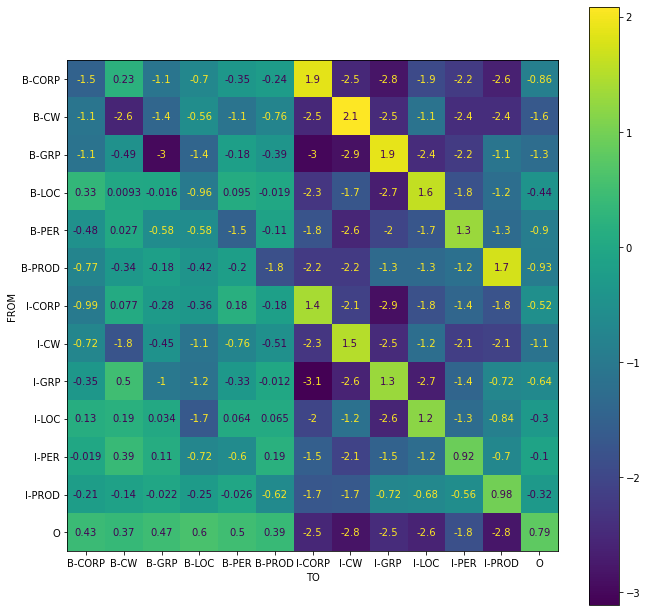 2
B-CORP -1.5 0.23 -1.1 -0.7 -0.35 -0.24 1.9 -2.5 -2.8 -1.9 -2.2 -2.6 -0.86
B-CW -1.1 -2.6 -1.4 -0.56 -1.1 -0.76 -2.5 2.1 -2.5 -1.1 -2.4 -2.4 -1.6
1
B-GRP -1.1 -0.49 -3 -1.4 -0.18 -0.39 -3 -2.9 1.9 -2.4 -2.2 -1.1 -1.3
B-LOC 0.33 0.0093 -0.016 -0.96 0.095 -0.019 -2.3 -1.7 -2.7 1.6 -1.8 -1.2 -0.44
0
B-PER -0.48 0.027 -0.58 -0.58 -1.5 -0.11 -1.8 -2.6 -2 -1.7 1.3 -1.3 -0.9
B-PROD -0.77 -0.34 -0.18 -0.42 -0.2 -1.8 -2.2 -2.2 -1.3 -1.3 -1.2 1.7 -0.93
FROM
I-CORP -0.99 0.077 -0.28 -0.36 0.18 -0.18 1.4 -2.1 -2.9 -1.8 -1.4 -1.8 -0.52
I-CW -0.72 -1.8 -0.45 -1.1 -0.76 -0.51 -2.3 1.5 -2.5 -1.2 -2.1 -2.1 -1.1
−1
I-GRP -0.35 0.5 -1 -1.2 -0.33 -0.012 -3.1 -2.6 1.3 -2.7 -1.4 -0.72 -0.64
I-LOC 0.13 0.19 0.034 -1.7 0.064 0.065 -2 -1.2 -2.6 1.2 -1.3 -0.84 -0.3
I-PER -0.019 0.39 0.11 -0.72 -0.6 0.19 -1.5 -2.1 -1.5 -1.2 0.92 -0.7 -0.1
−2
I-PROD -0.21 -0.14 -0.022 -0.25 -0.026 -0.62 -1.7 -1.7 -0.72 -0.68 -0.56 0.98 -0.32
O 0.43 0.37 0.47 0.6 0.5 0.39 -2.5 -2.8 -2.5 -2.6 -1.8 -2.8 0.79
B-CORP B-CW B-GRP B-LOC B-PER B-PROD I-CORP I-CW I-GRP I-LOC I-PER I-PROD O
TO
−3